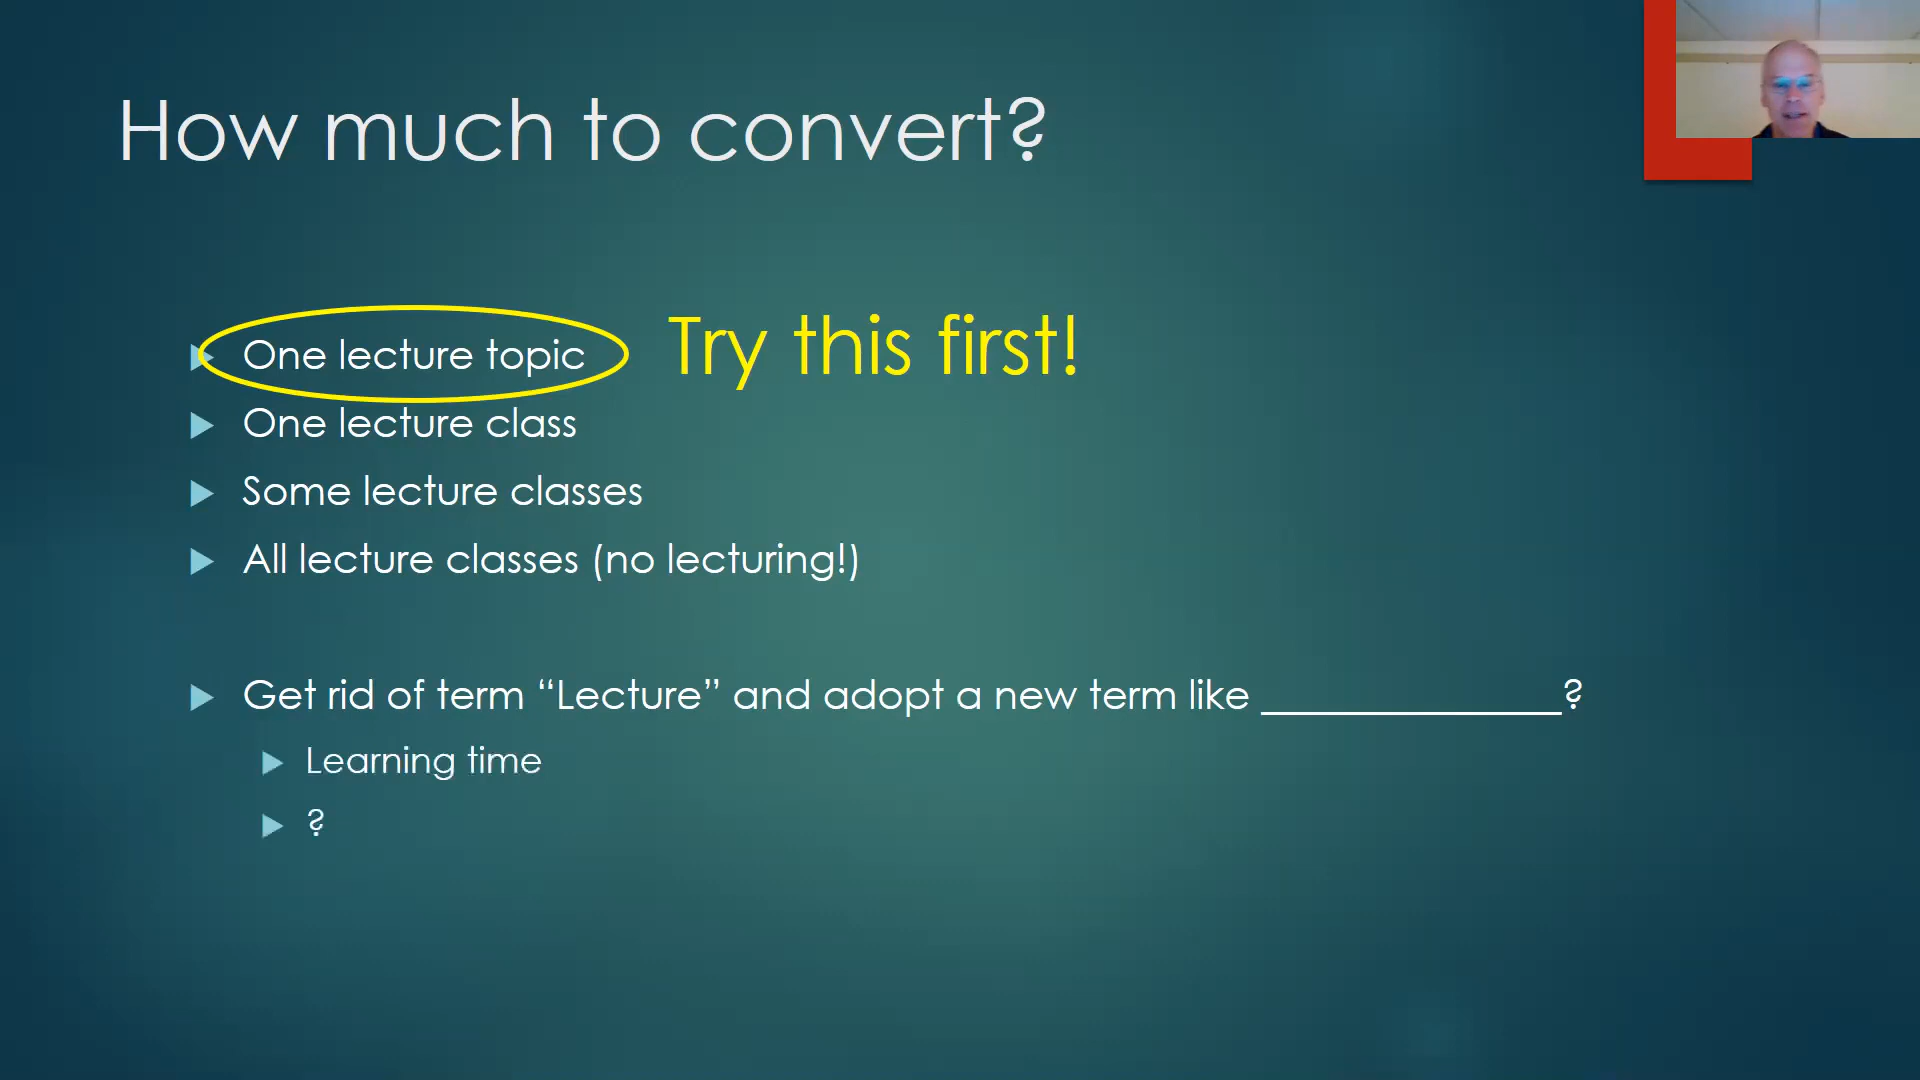 How much to convert?
One lecture topic
Try this first!
One lecture class
Some lecture classes
All lecture classes (no lecturing!)
Get rid of term “Lecture” and adopt a new term like ______________?
Learning time
?